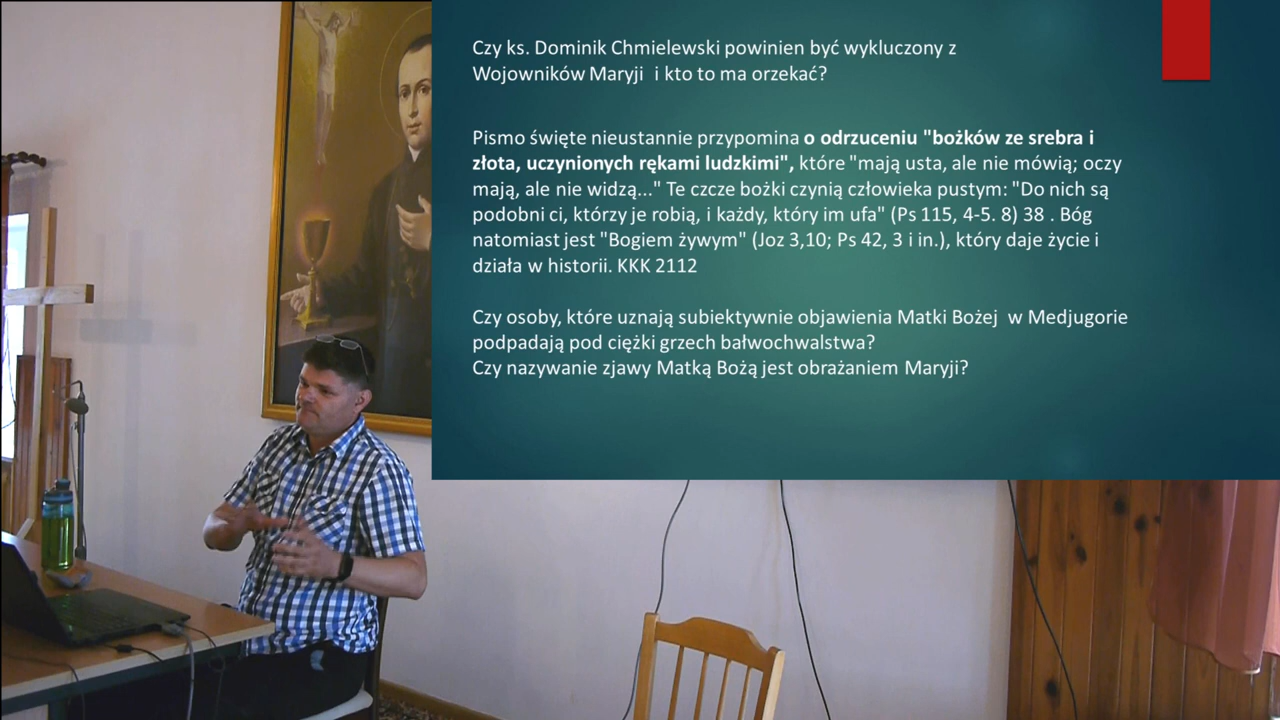 Czy ks. Dominik Chmielewski powinien być wykluczony z
Wojowników Maryji  i kto to ma orzekać?
Pismo święte nieustannie przypomina o odrzuceniu "bożków ze srebra i
złota, uczynionych rękami ludzkimi", które "mają usta, ale nie mówią; oczy
mają, ale nie widzą..." Te czcze bożki czynią człowieka pustym: "Do nich są
podobni ci, którzy je robią, i każdy, który im ufa" (Ps 115, 4-5. 8) 38 . Bóg
natomiast jest "Bogiem żywym" (Joz 3,10; Ps 42, 3 i in.), który daje życie i
działa w historii. KKK 2112
Czy osoby, które uznają subiektywnie objawienia Matki Bożej  w Medjugorie
podpadają pod ciężki grzech bałwochwalstwa?
Czy nazywanie zjawy Matką Bożą jest obrażaniem Maryji?